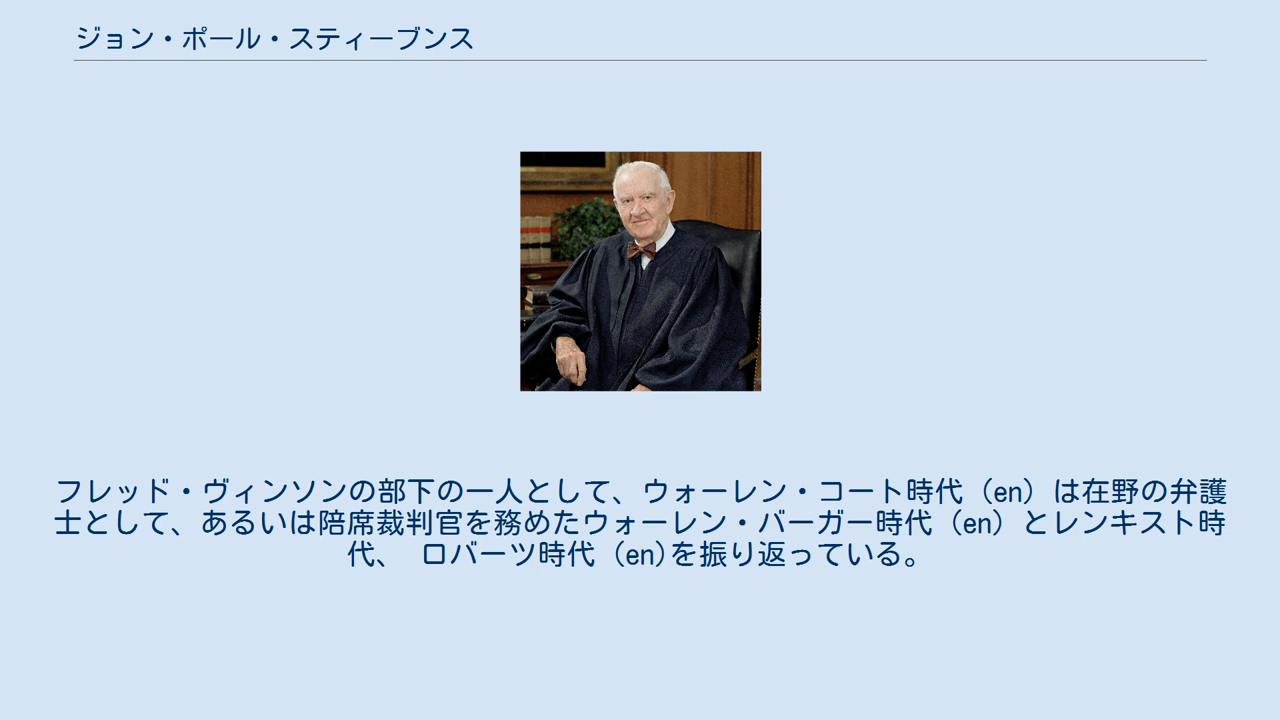 ジョン・ポール・スティーブンス
フレッド・ヴィンソンの部下の一人として、ウォーレン・コート時代（en）は在野の弁護
士として、あるいは陪席裁判官を務めたウォーレン・バーガー時代（en）とレンキスト時
代、 ロバーツ時代（en)を振り返っている。